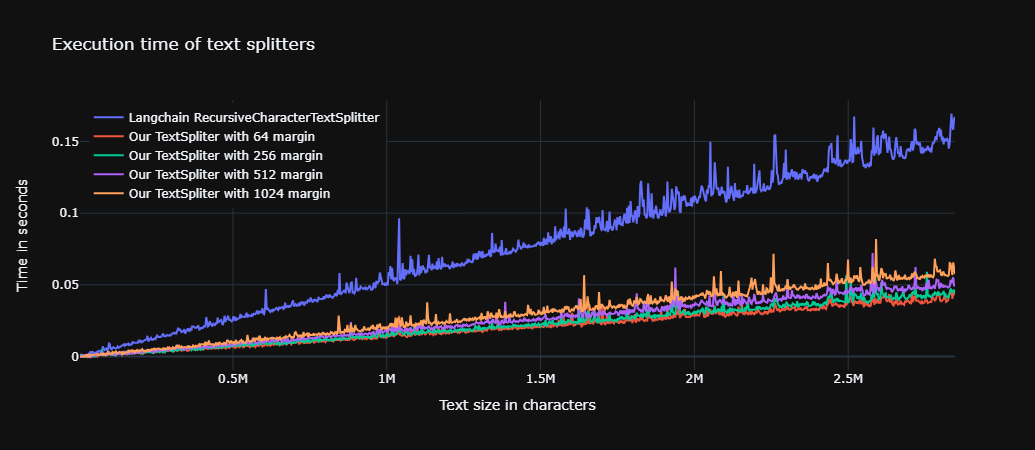 Execution time of text splitters
Langchain RecursiveCharacterTextSplitter
Our TextSpliter with 64 margin
Our TextSpliter with 256 margin
Our TextSpliter with 512 margin
Our TextSpliter with 1024 margin
0.15
0.1
0.05
0
Time in seconds
0.5M 1M 1.5M 2M 2.5M
Text size in characters